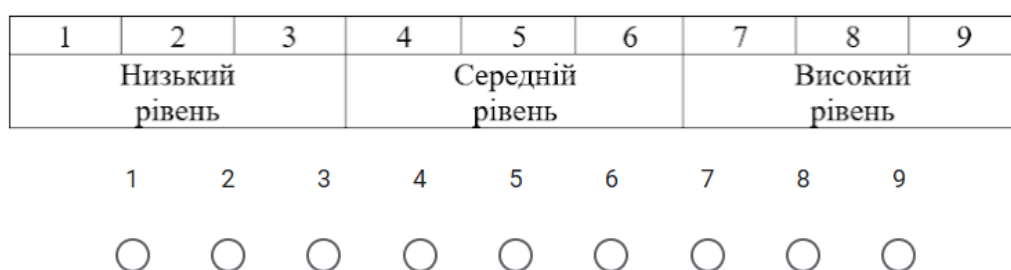 1 2 3 4 5 6 7 8 9
Низький Середній Високий
рівень рівень рівень
1 2 3 4 5 6 7 8 9